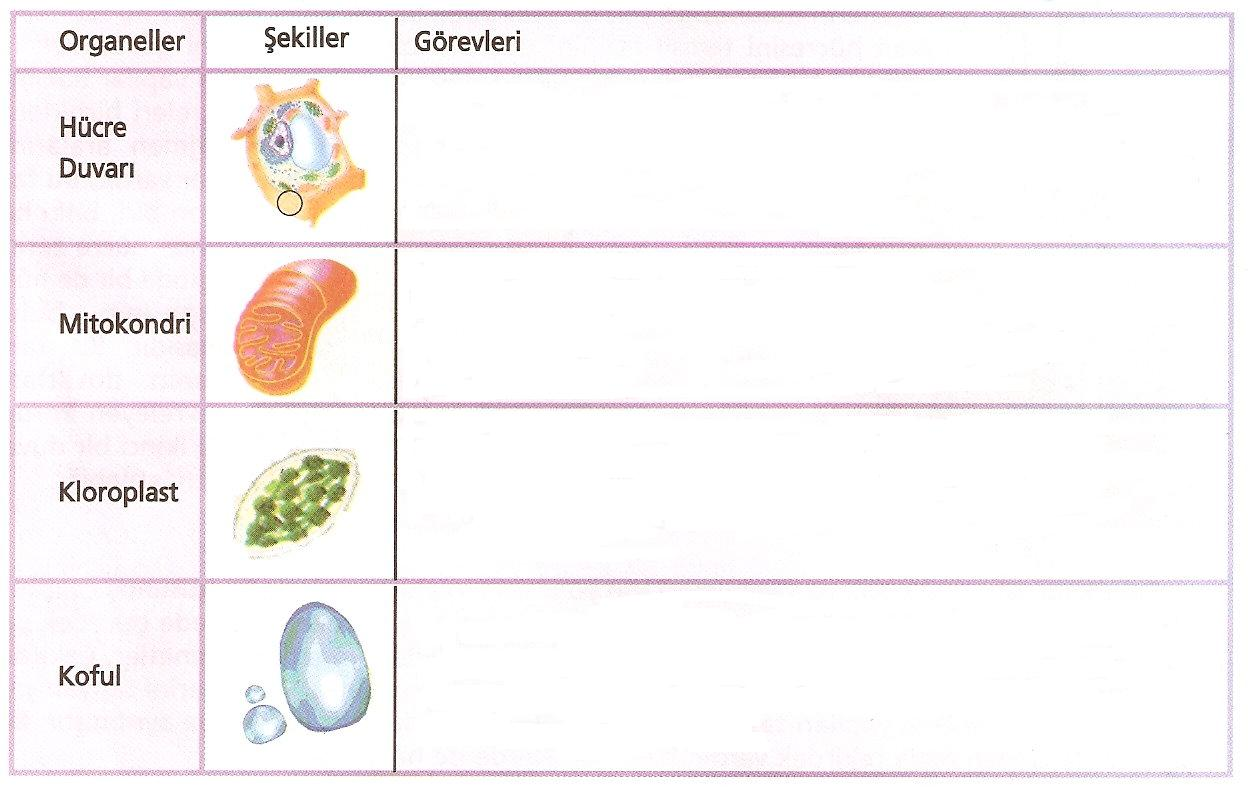 Organeller Şekiller Görevleri
Hücre
Duvarı
Mitokondri
Kloroplast
Koful